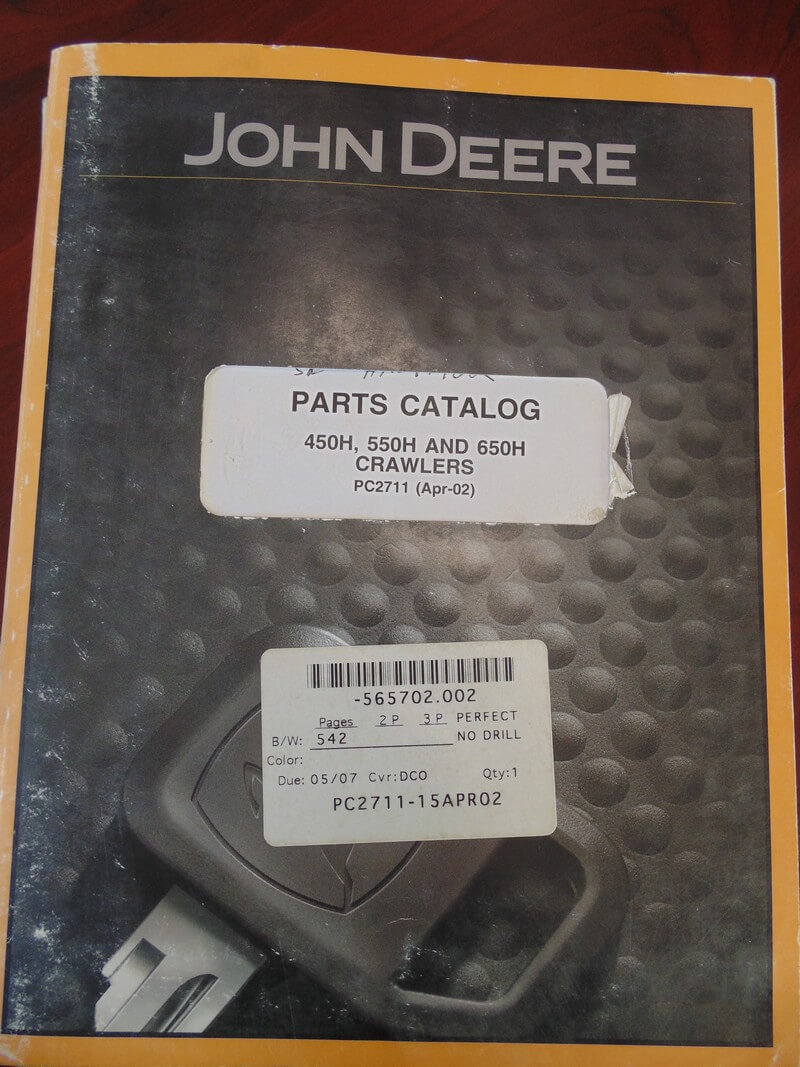 JOHN DEERE
PARTS CATALOG
450H, 550H AND 650H
CRAWLERS
PC2711 (Apr-02)
-565702.002
Pages 2P 3P PERFECT
B/W: 542 NO DRILL
Color:
Due: 05/07 Cvr:DCO Qty:1
PC2711-15APR02